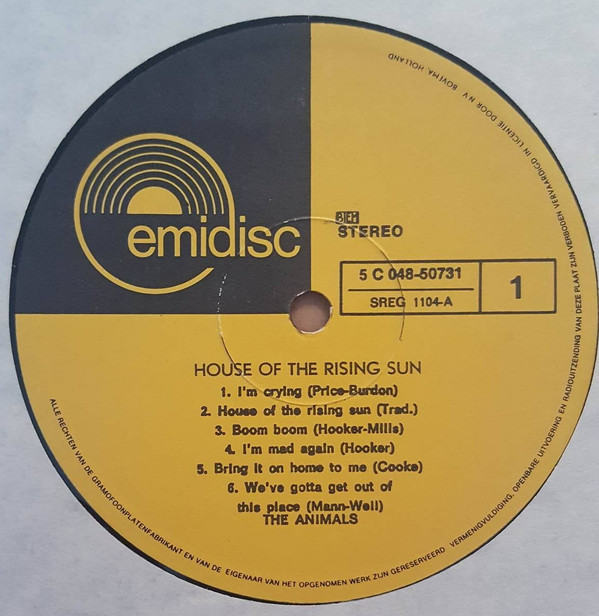 emidisc
BIEM
STEREO
5 C 048-50731
SREG 1104-A
1
HOUSE OF THE RISING SUN
1. I'm crying (Price-Burdon)
2. House of the rising sun (Trad.)
3. Boom boom (Hooker-Mills)
4. I'm mad again (Hooker)
5. Bring it on home to me (Cooke)
6. We've gotta get out of
this place (Mann-Weil)
THE ANIMALS
ALLE RECHTEN VAN DE GRAMOFOONPLATENFABRIKANT EN VAN DE EIGENAAR VAN HET OPGENOMEN WERK ZIJN GERESERVEERD. VERMENIGVULDIGING, OPENBARE UITVOERING EN RADIOUITZENDING VAN DEZE PLAAT ZIJN VERBODEN VERVAARDIGD IN LICENTIE DOOR N.V. BOVEMA, HOLLAND